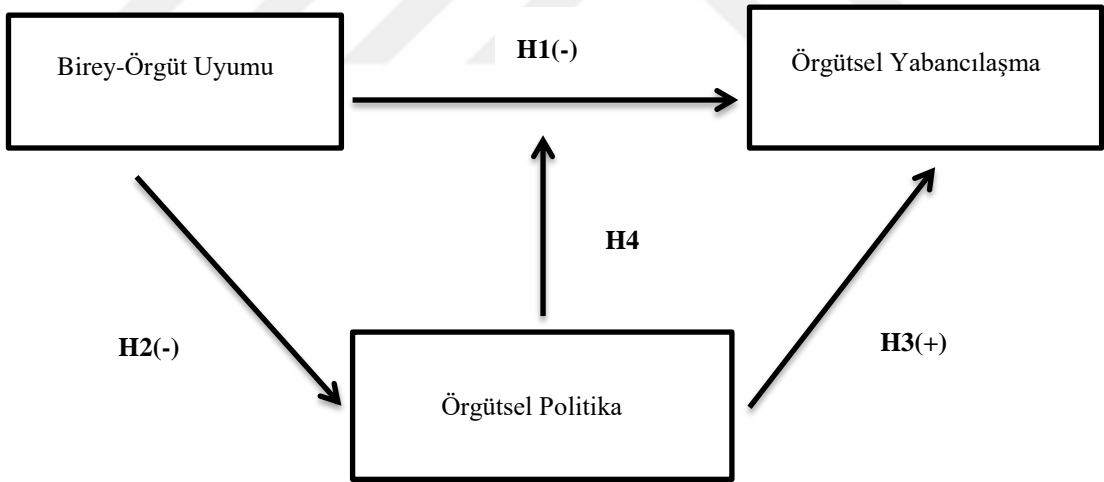 Birey-Örgüt Uyumu
H1(-)
Örgütsel Yabancılaşma
H4
H2(-)
H3(+)
Örgütsel Politika